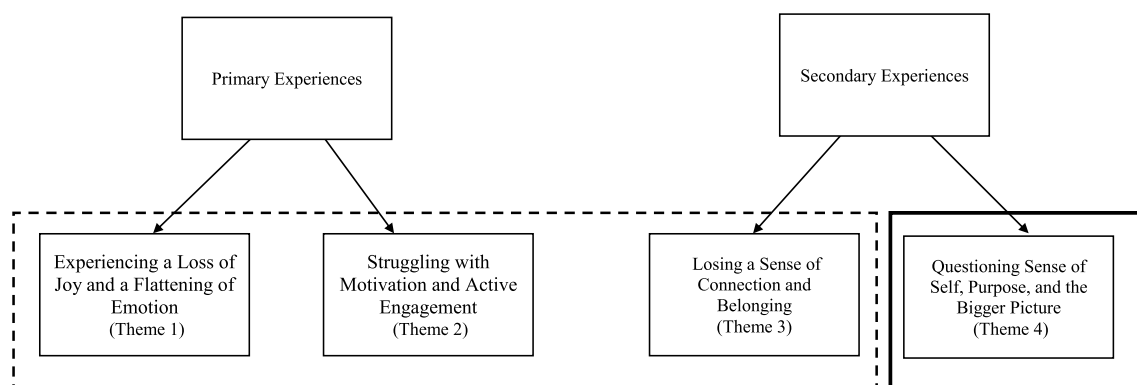 Primary Experiences
Secondary Experiences
Experiencing a Loss of
Joy and a Flattening of
Emotion
(Theme 1)
Struggling with
Motivation and Active
Engagement
(Theme 2)
Losing a Sense of
Connection and
Belonging
(Theme 3)
Questioning Sense of
Self, Purpose, and the
Bigger Picture
(Theme 4)